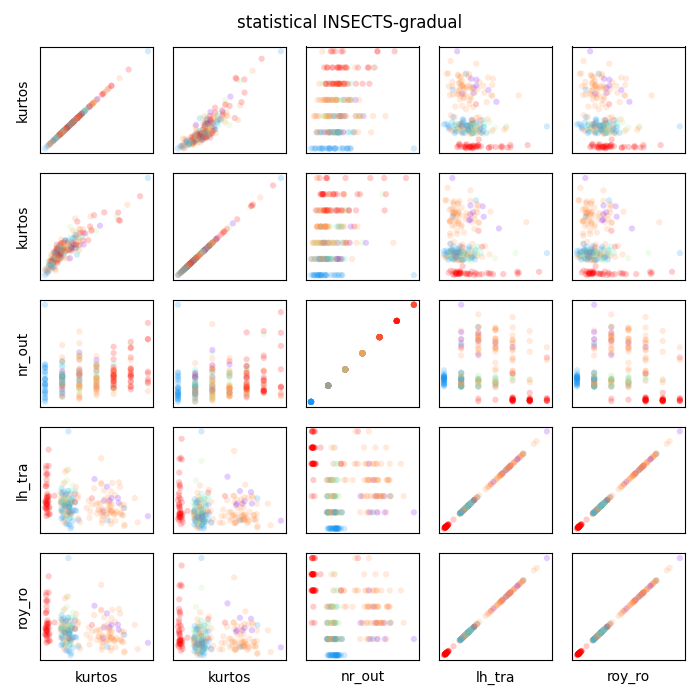 statistical INSECTS-gradual
kurtos
kurtos
nr_out
lh_tra
roy_ro
kurtos kurtos nr_out lh_tra roy_ro